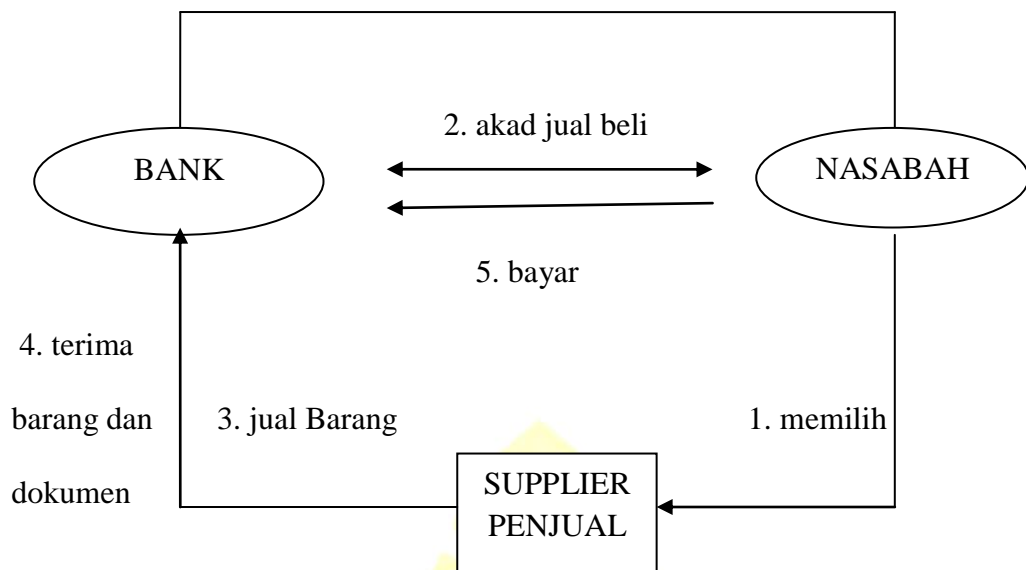 2. akad jual beli
BANK
NASABAH
5. bayar
4. terima
barang dan
dokumen
3. jual Barang
1. memilih
SUPPLIER
PENJUAL